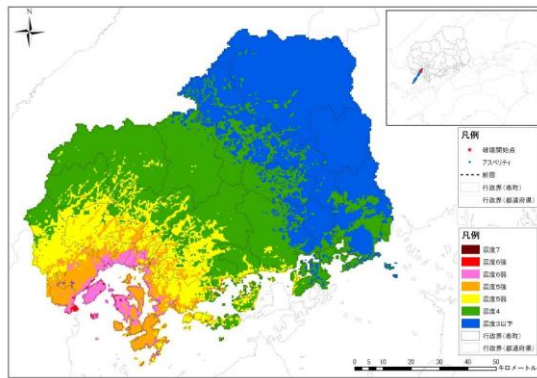 N
凡例
破壊開始点
アスペリティ
断層
行政界(市町)
行政界(都道府県)
凡例
震度7
震度6強
震度6弱
震度5強
震度5弱
震度4
震度3以下
行政界(市町)
行政界(都道府県)
0 5 10 20 30 40 50
キロメートル